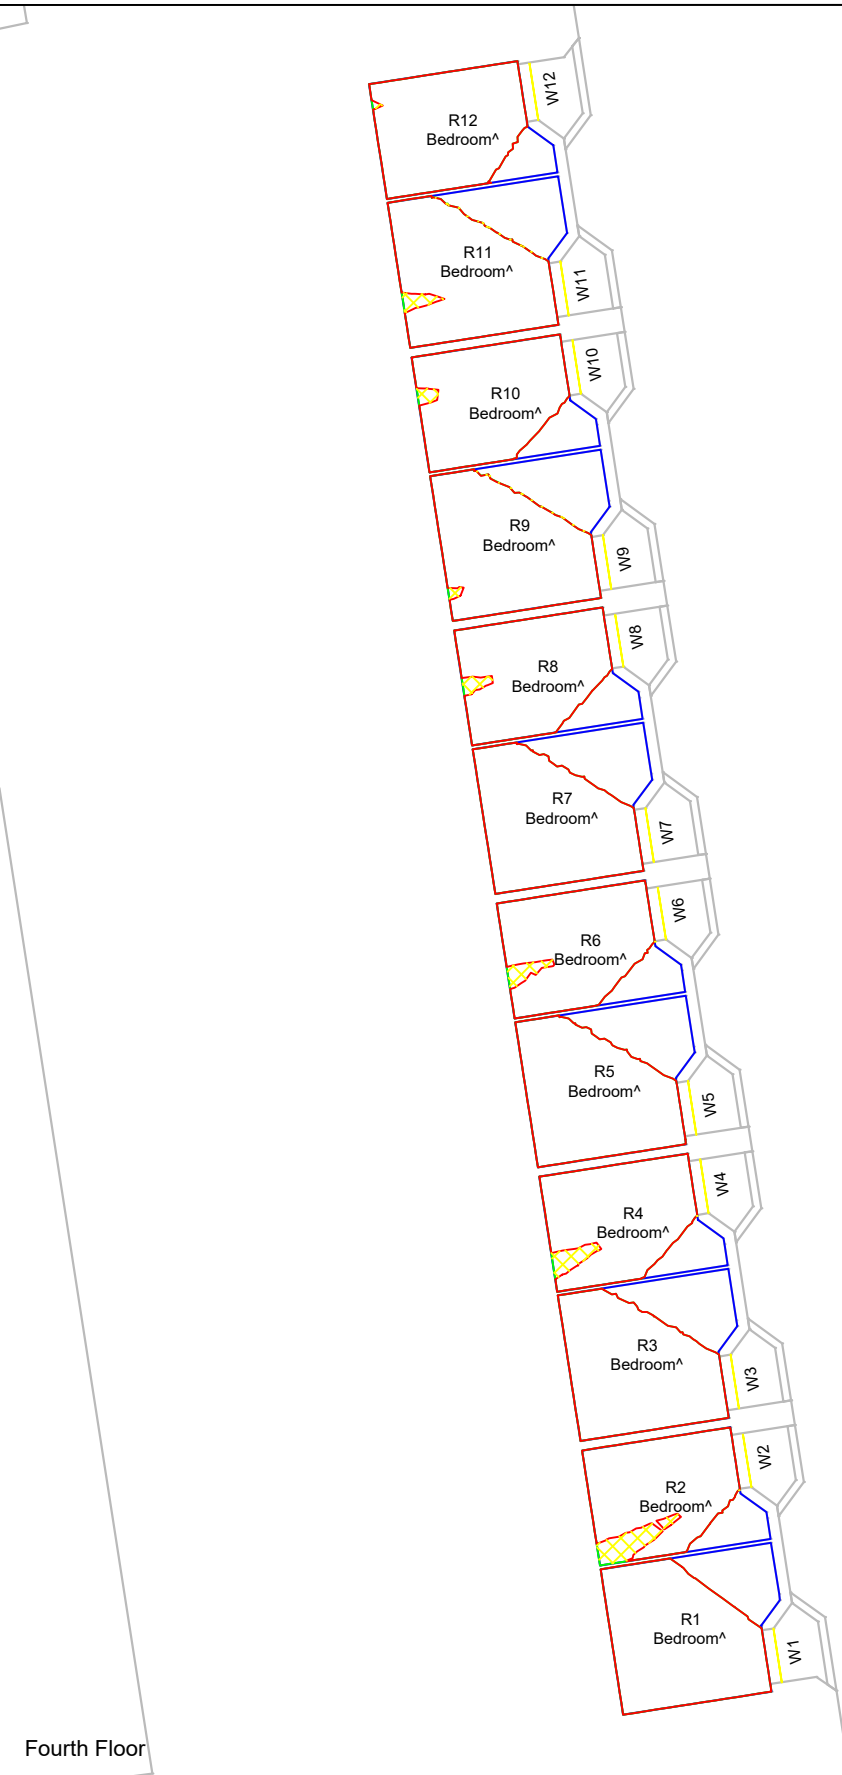 W12
R12
Bedroom^
R11
Bedroom^
W11
W10
R10
Bedroom^
R9
Bedroom^
W9
W8
R8
Bedroom^
R7
Bedroom^
W7
W6
R6
Bedroom^
R5
Bedroom^
W5
W4
R4
Bedroom^
R3
Bedroom^
W3
W2
R2
Bedroom^
R1
Bedroom^
W1
Fourth Floor